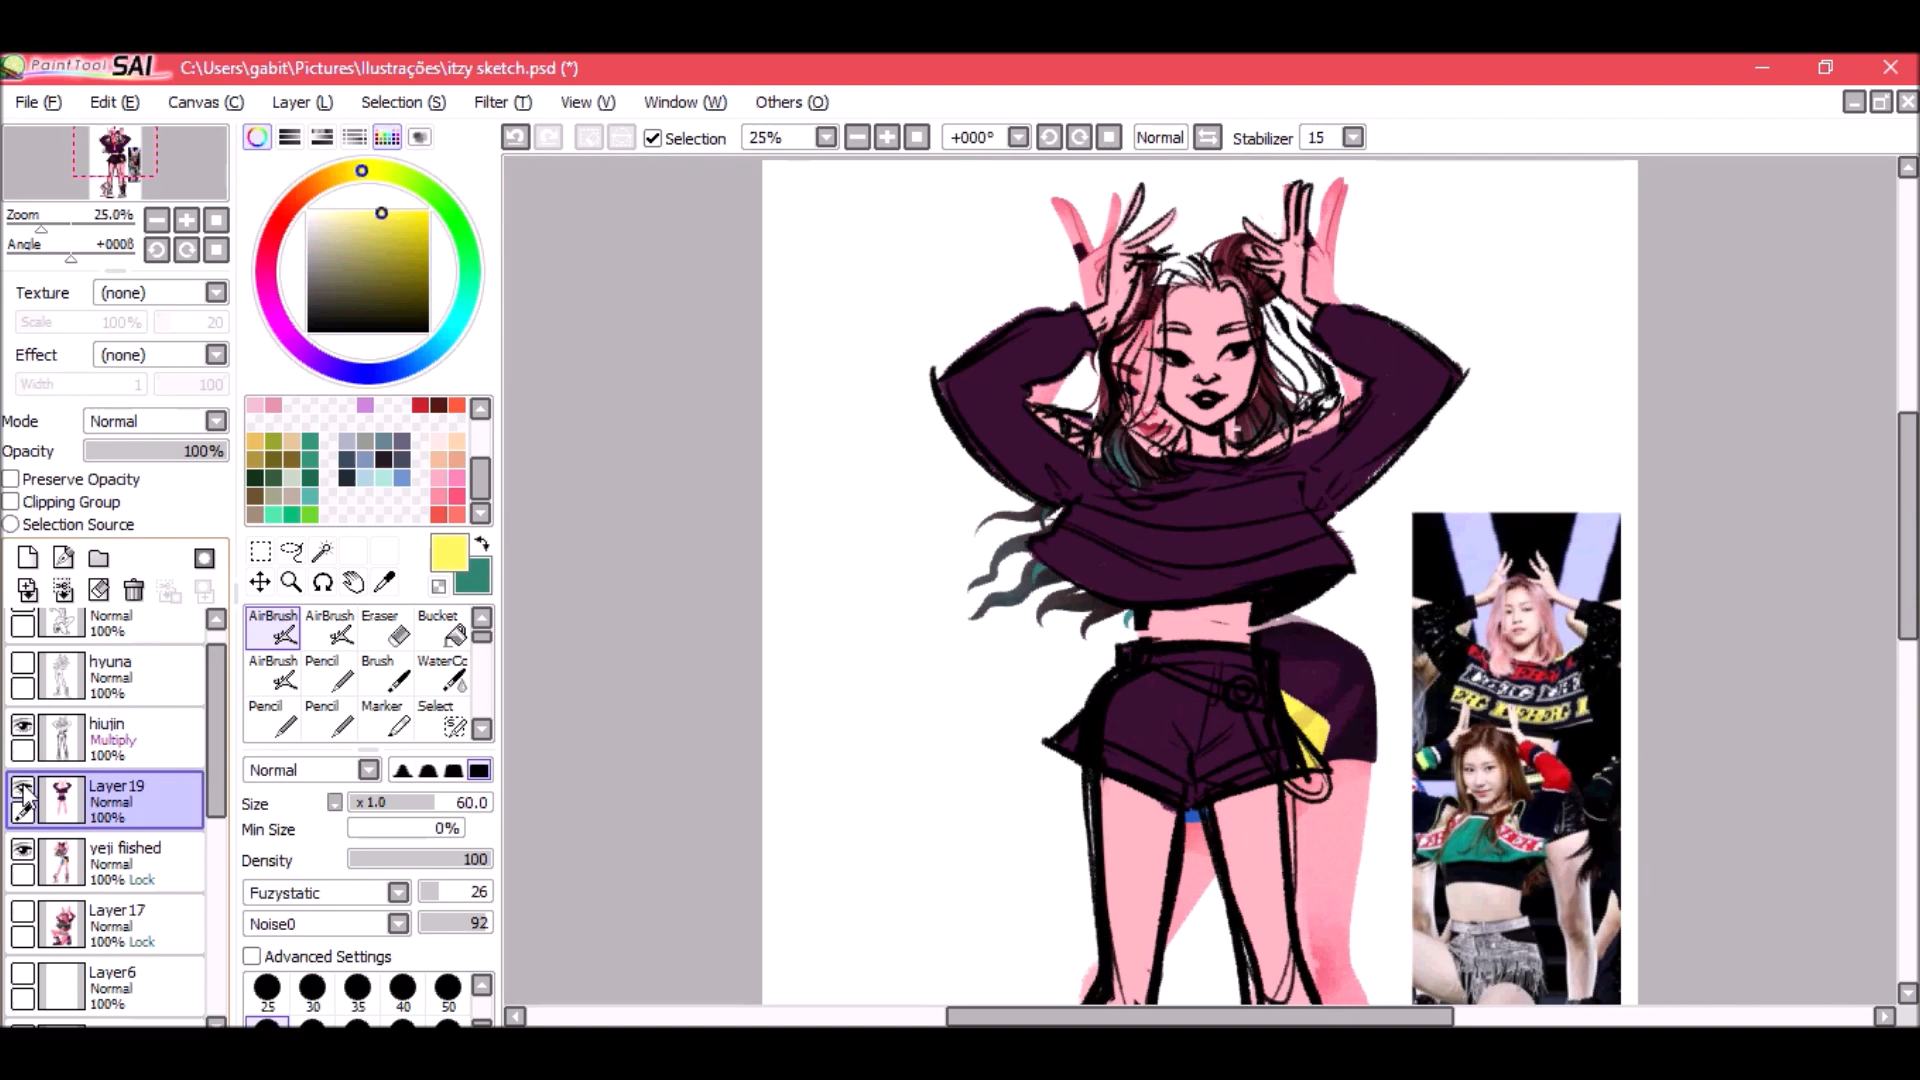 PaintTool SAI C:\Users\gabit\Pictures\Ilustrações\itzy sketch.psd (*)
File (F) Edit (E) Canvas (C) Layer (L) Selection (S) Filter (T) View (V) Window (W) Others (O)
Selection 25% +000° Normal Stabilizer 15
Zoom 25.0%
Angle +000ß
Texture (none)
Scale 100% 20
Effect (none)
Width 1 100
Mode Normal
Opacity 100%
Preserve Opacity
Clipping Group
Selection Source
Normal
100%
hyuna
Normal
100%
hiujin
Multiply
100%
Layer19
Normal
100%
yeji fiished
Normal
100% Lock
Layer17
Normal
100% Lock
Layer6
Normal
100%
AirBrush AirBrush Eraser Bucket
AirBrush Pencil Brush WaterCc
Pencil Pencil Marker Select
Normal
Size x 1.0 60.0
Min Size 0%
Density 100
Fuzystatic 26
Noise0 92
Advanced Settings
25 30 35 40 50